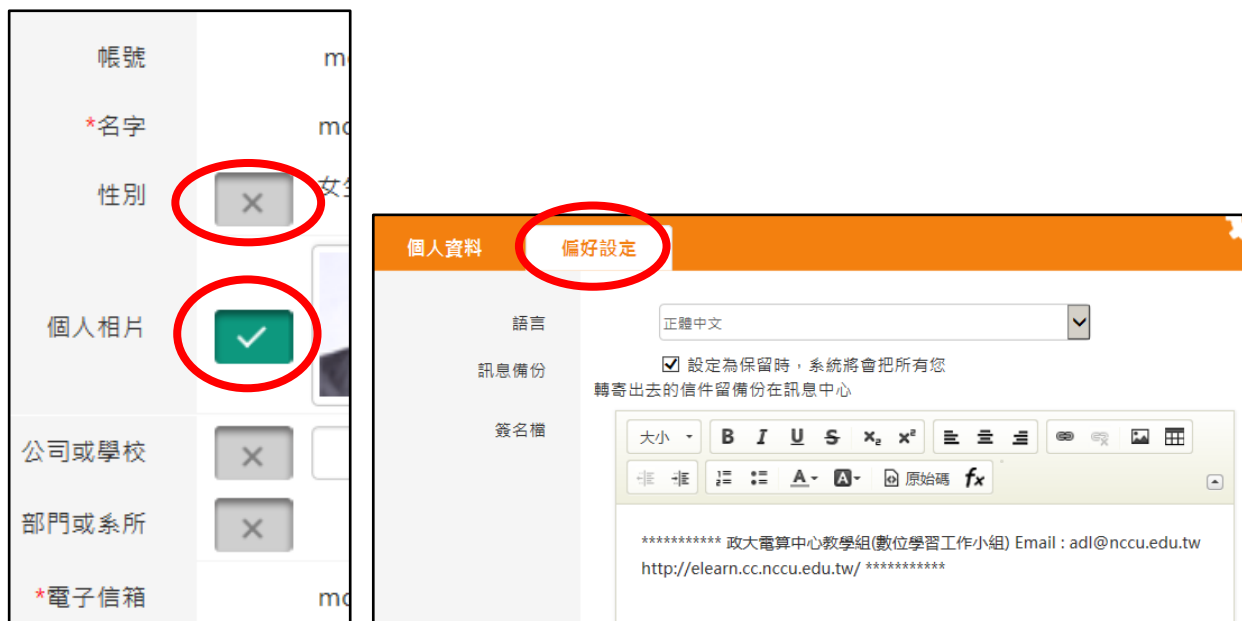 帳號
*名字
性別
個人相片
公司或學校
部門或系所
*電子信箱
個人資料 偏好設定
語言 正體中文
訊息備份 設定為保留時，系統將會把所有您
轉寄出去的信件留備份在訊息中心
簽名檔
大小 B I U S x₂ x²
A A 原始碼 fx
*********** 政大電算中心教學組(數位學習工作小組) Email : adl@nccu.edu.tw
http://elearn.cc.nccu.edu.tw/ ***********